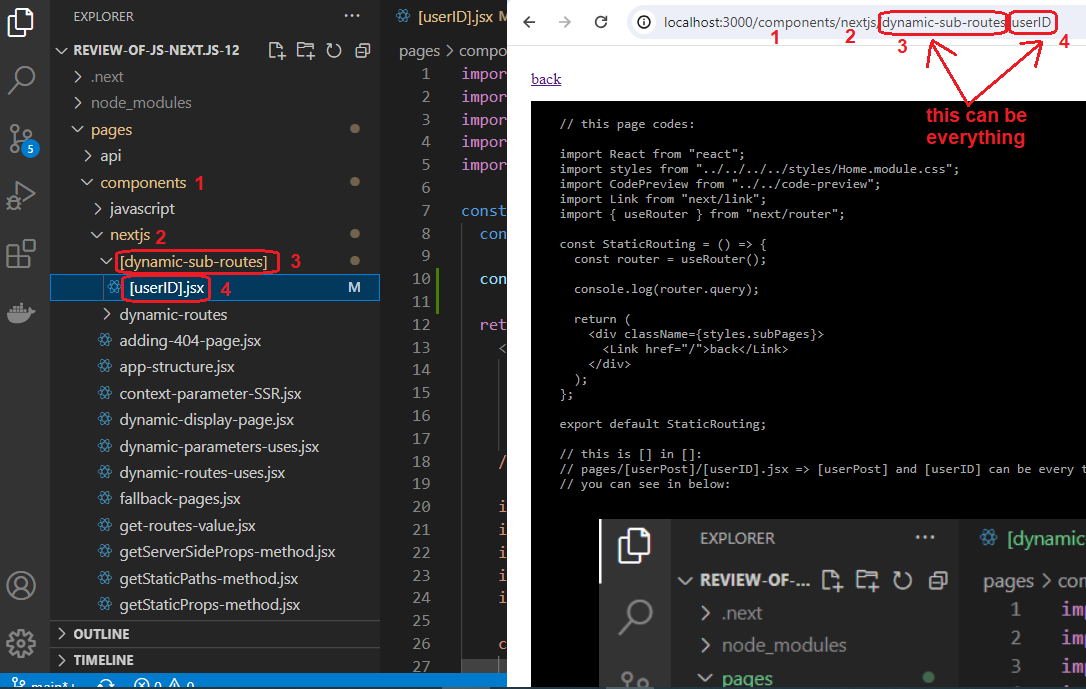 EXPLORER
REVIEW-OF-JS-NEXT.JS-12
.next
node_modules
pages
api
components 1
javascript
nextjs 2
[dynamic-sub-routes] 3
[userID].jsx 4 M
dynamic-routes
adding-404-page.jsx
app-structure.jsx
context-parameter-SSR.jsx
dynamic-display-page.jsx
dynamic-parameters-uses.jsx
dynamic-routes-uses.jsx
fallback-pages.jsx
get-routes-value.jsx
getServerSideProps-method.jsx
getStaticPaths-method.jsx
getStaticProps-method.jsx
OUTLINE
TIMELINE
5
main*+
0 0
[userID].jsx M
pages > compo
1 impor
2 impor
3 impor
4 impor
5 impor
6
7 const
8 con
9
10 con
11
12 ret
13 <
14
15
16
17
18 /
19
20 i
21 i
22 i
23 i
24 i
25
26 c
27
localhost:3000/components/nextjs/dynamic-sub-routes/userID
1 2 3 4
this can be
everything
back
// this page codes:
import React from "react";
import styles from "../../../../styles/Home.module.css";
import CodePreview from "../../code-preview";
import Link from "next/link";
import { useRouter } from "next/router";
const StaticRouting = () => {
const router = useRouter();
console.log(router.query);
return (
<div className={styles.subPages}>
<Link href="/">back</Link>
</div>
);
};
export default StaticRouting;
// this is [] in []:
// pages/[userPost]/[userID].jsx => [userPost] and [userID] can be every t
// you can see in below:
EXPLORER
REVIEW-OF-...
.next
node_modules
pages
[dynamic
pages > com
1 imp
2 imp
3 imp